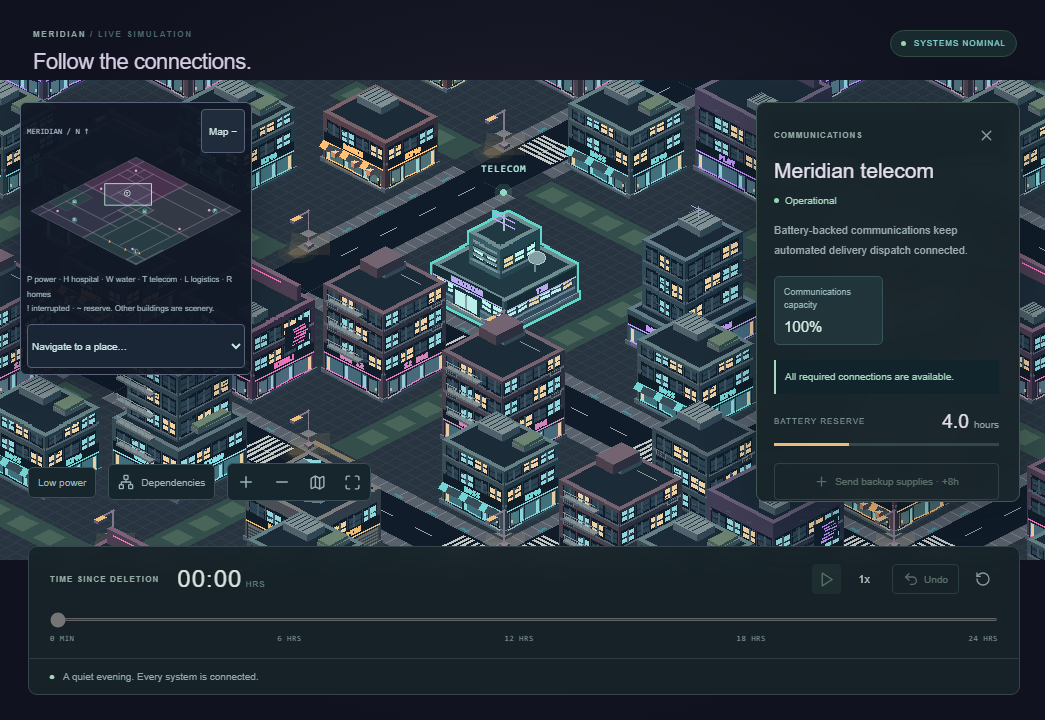 MERIDIAN / LIVE SIMULATION
Follow the connections.
SYSTEMS NOMINAL
MERIDIAN / N ↑
Map −
P power · H hospital · W water · T telecom · L logistics · R
homes
! interrupted · ~ reserve. Other buildings are scenery.
Navigate to a place...
TELECOM
COMMUNICATIONS
Meridian telecom
Operational
Battery-backed communications keep
automated delivery dispatch connected.
Communications
capacity
100%
All required connections are available.
BATTERY RESERVE
4.0 hours
Send backup supplies · +8h
Low power
Dependencies
TIME SINCE DELETION
00:00 HRS
1x
Undo
0 MIN
6 HRS
12 HRS
18 HRS
24 HRS
A quiet evening. Every system is connected.